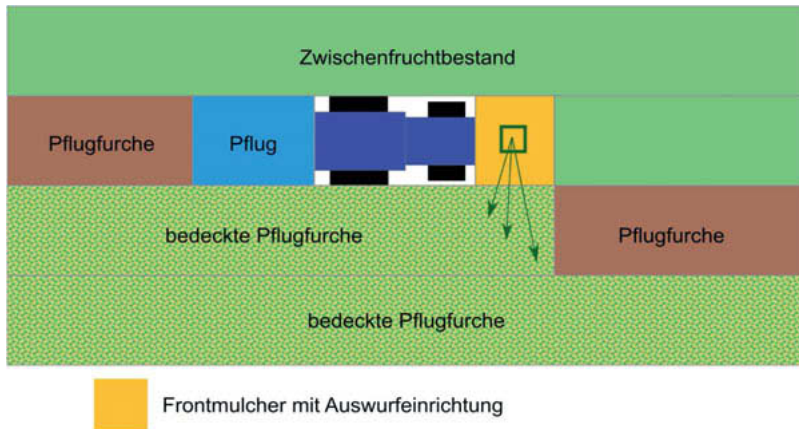 Zwischenfruchtbestand
Pflugfurche
Pflug
bedeckte Pflugfurche
Pflugfurche
bedeckte Pflugfurche
Frontmulcher mit Auswurfeinrichtung